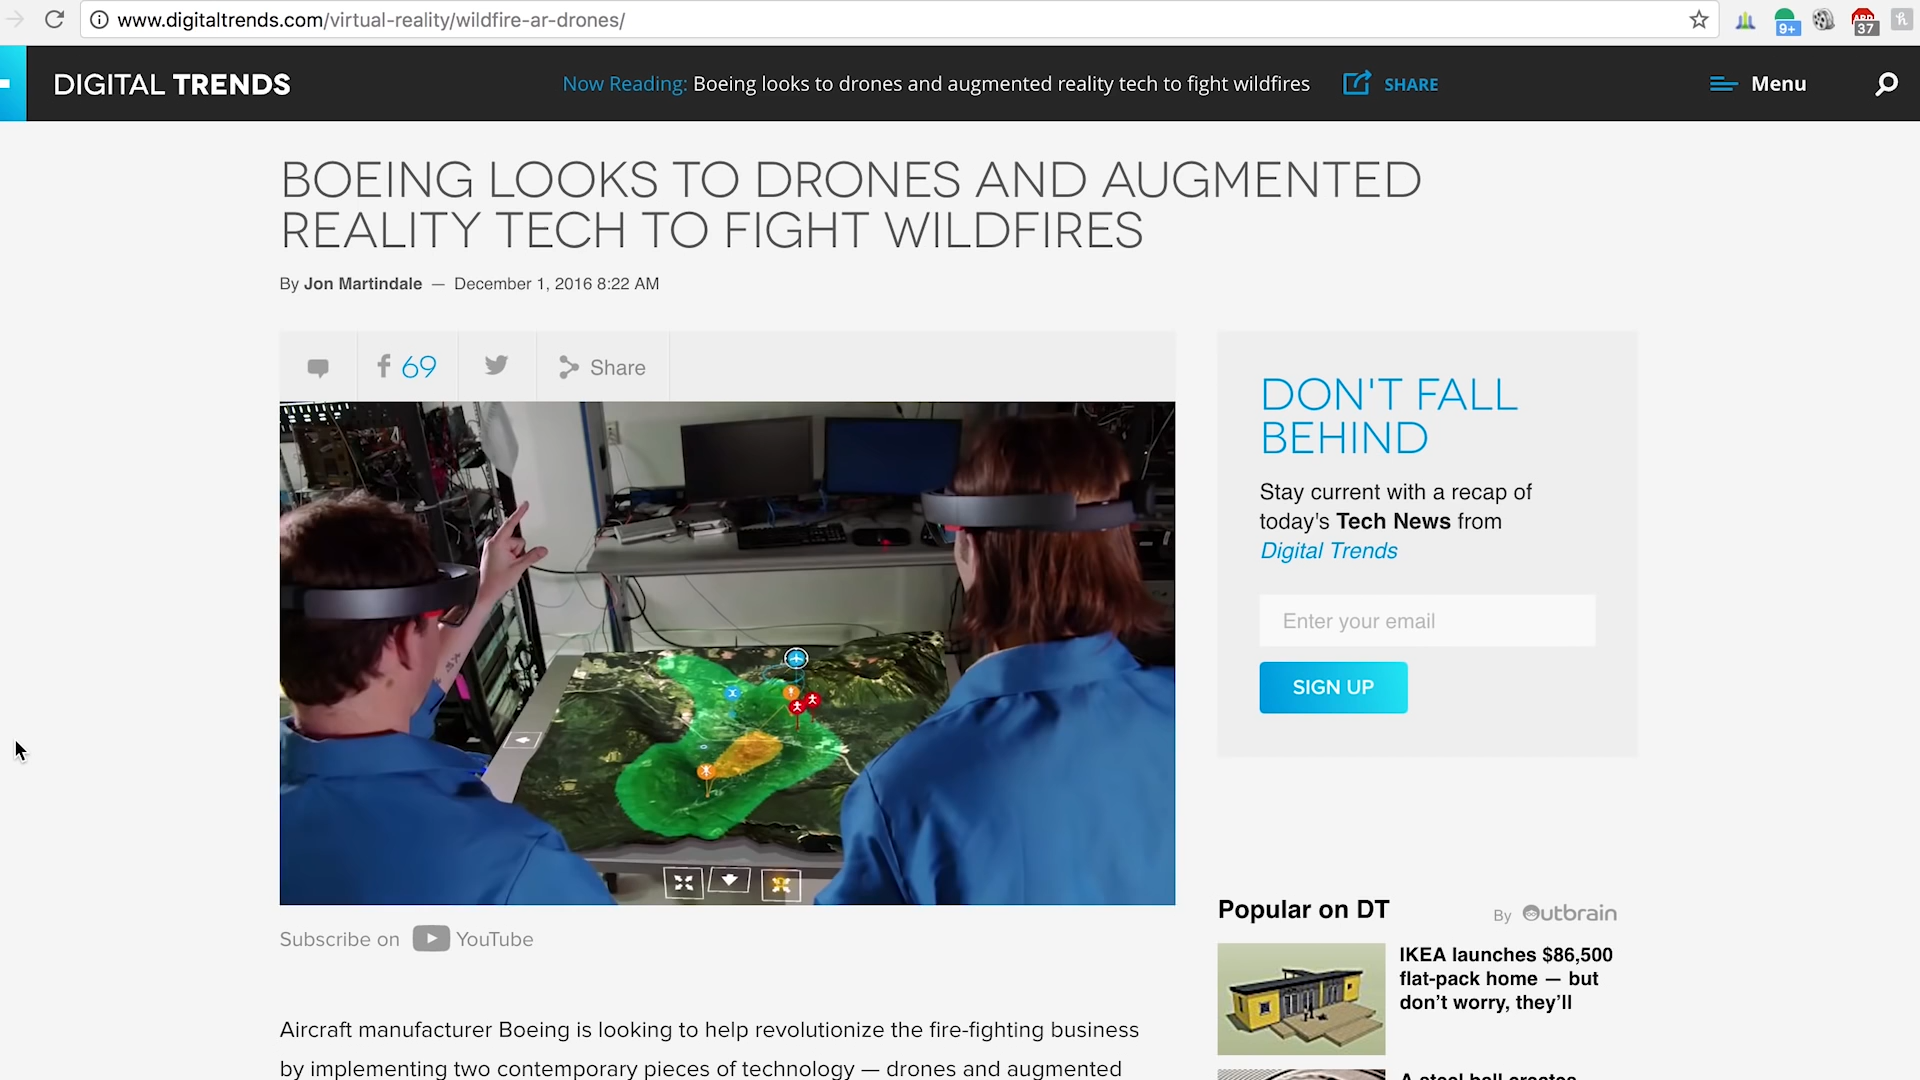 www.digitaltrends.com/virtual-reality/wildfire-ar-drones/
9+
37
DIGITAL TRENDS
Now Reading: Boeing looks to drones and augmented reality tech to fight wildfires
SHARE
Menu
BOEING LOOKS TO DRONES AND AUGMENTED
REALITY TECH TO FIGHT WILDFIRES
By Jon Martindale — December 1, 2016 8:22 AM
69
Share
DON'T FALL
BEHIND
Stay current with a recap of
today's Tech News from
Digital Trends
Enter your email
SIGN UP
Subscribe on YouTube
Popular on DT
By Outbrain
IKEA launches $86,500
flat-pack home — but
don't worry, they'll
Aircraft manufacturer Boeing is looking to help revolutionize the fire-fighting business
by implementing two contemporary pieces of technology — drones and augmented
A steel ball creates